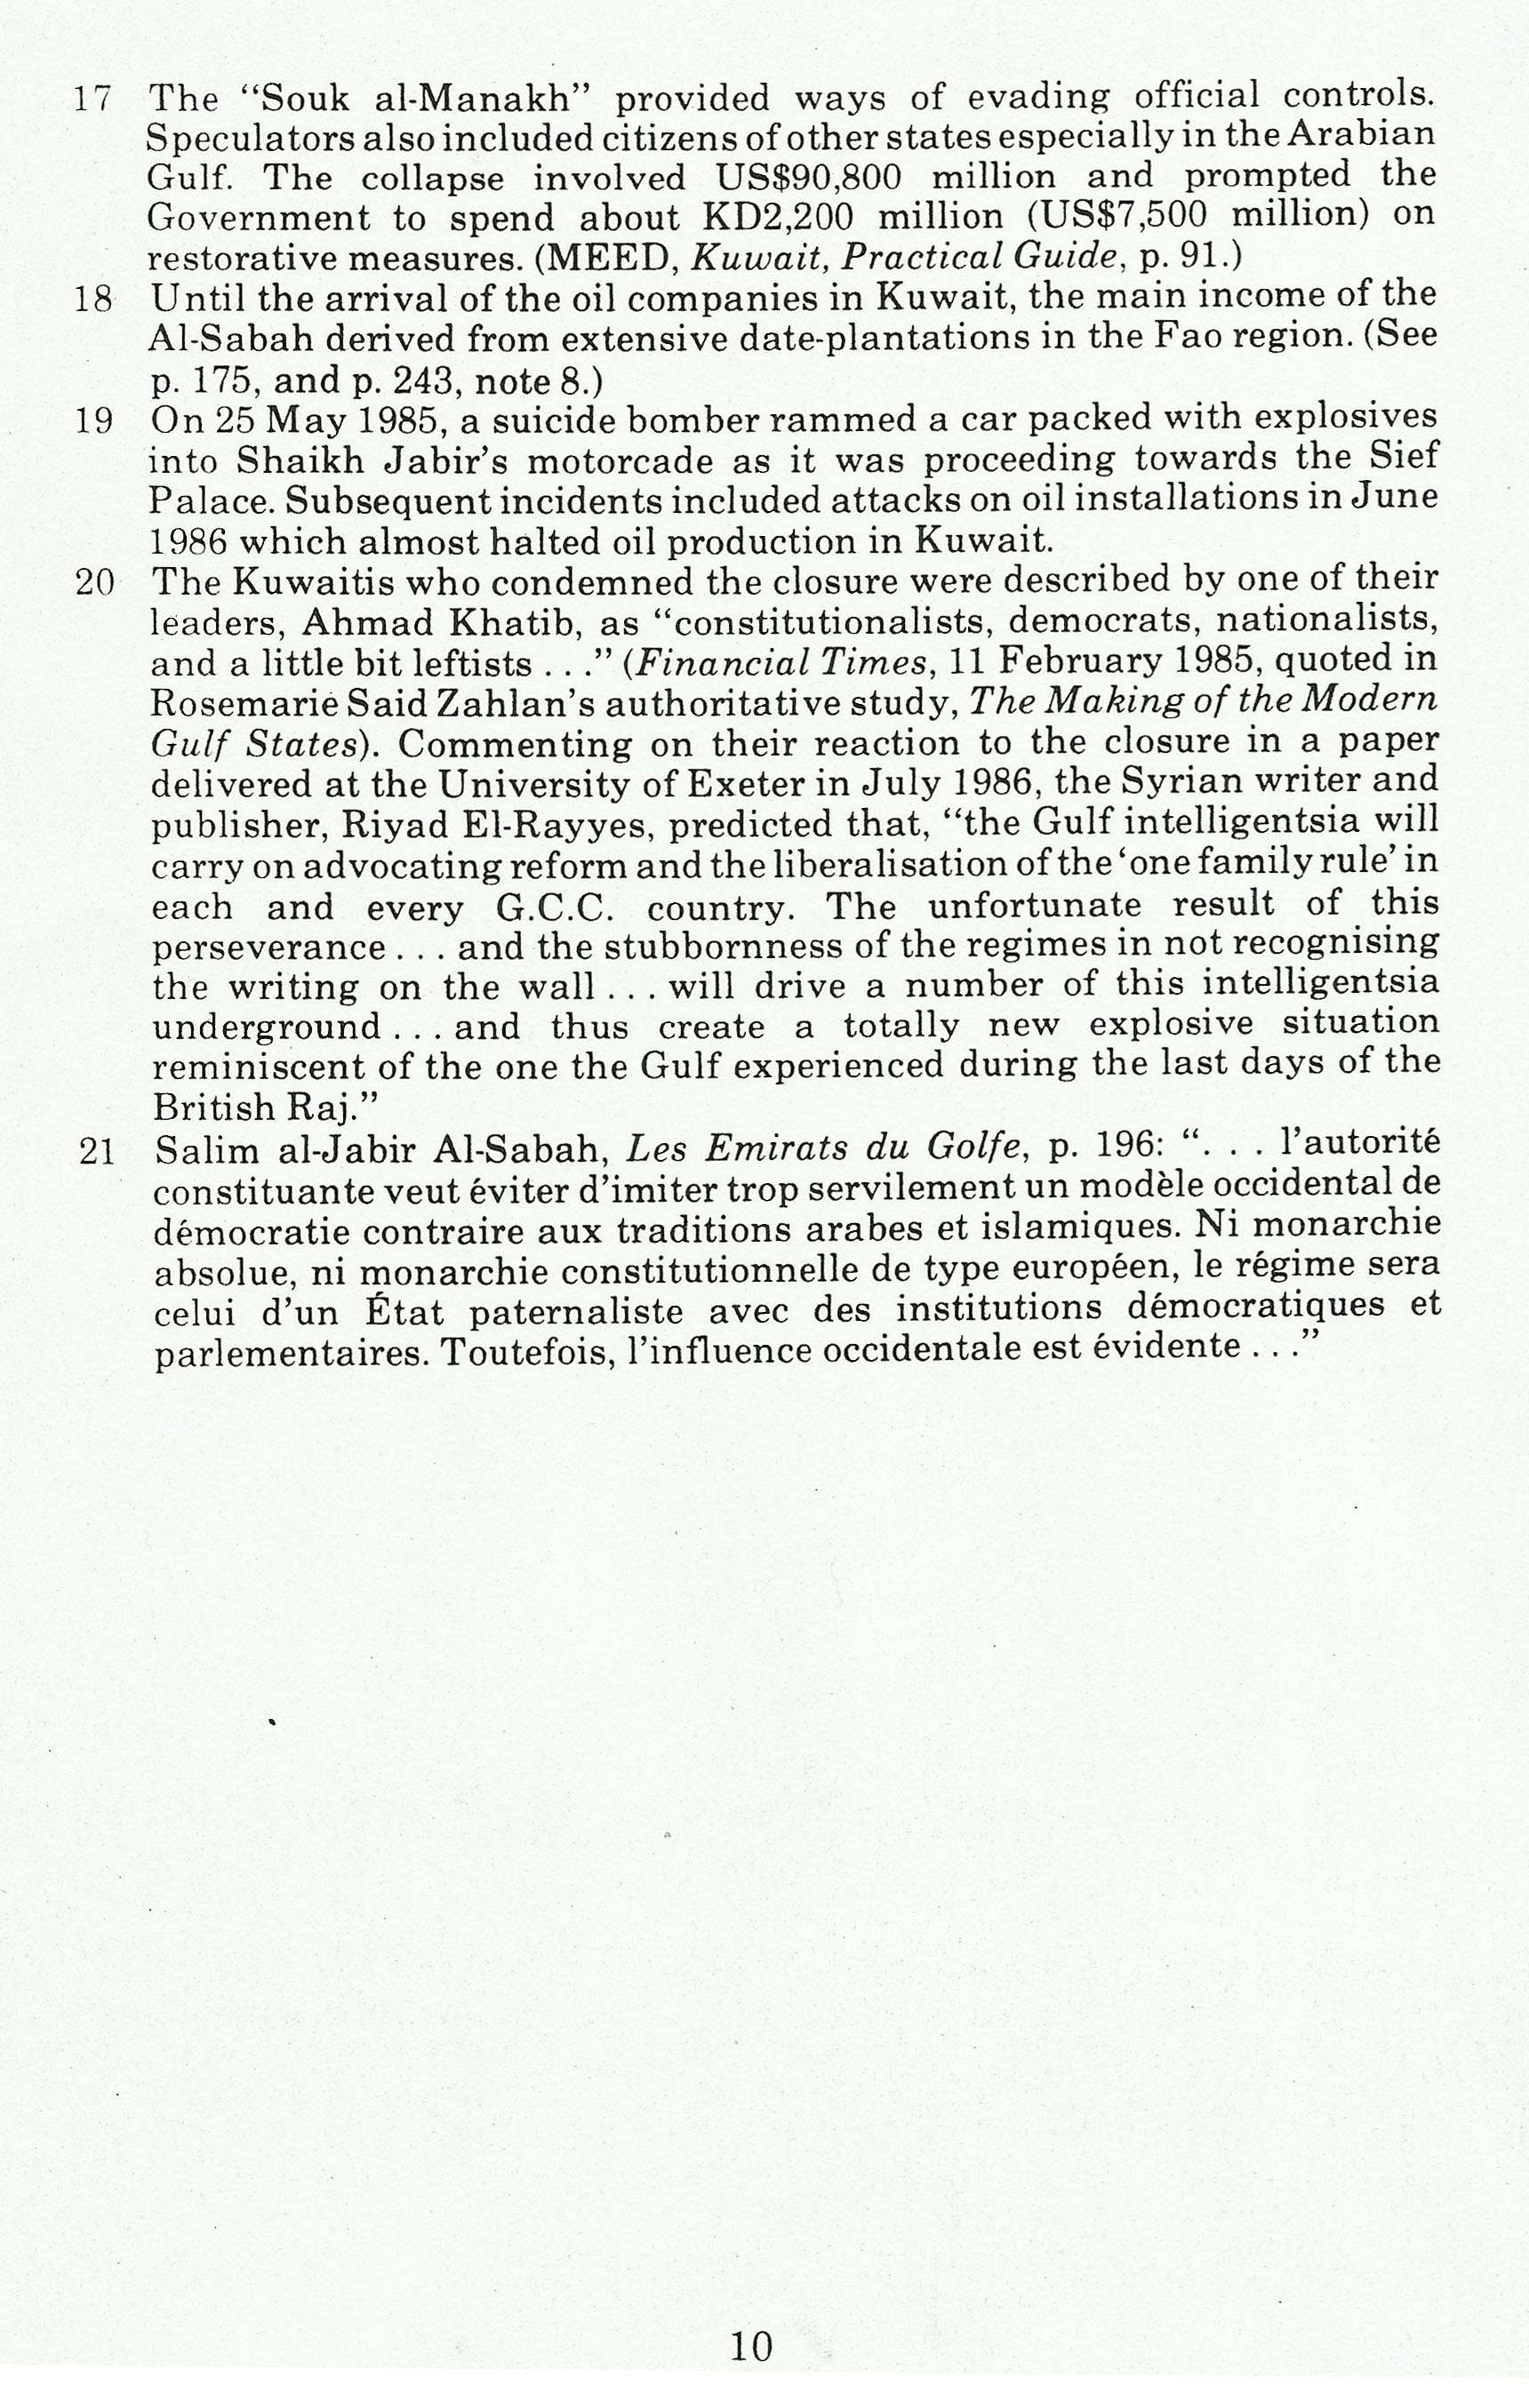 17 The “Souk al-Manakh” provided ways of evading official controls.
Speculators also included citizens of other states especially in the Arabian
Gulf. The collapse involved US$90,800 million and prompted the
Government to spend about KD2,200 million (US$7,500 million) on
restorative measures. (MEED, Kuwait, Practical Guide, p. 91.)
18 Until the arrival of the oil companies in Kuwait, the main income of the
Al-Sabah derived from extensive date-plantations in the Fao region. (See
p. 175, and p. 243, note 8.)
19 On 25 May 1985, a suicide bomber rammed a car packed with explosives
into Shaikh Jabir’s motorcade as it was proceeding towards the Sief
Palace. Subsequent incidents included attacks on oil installations in June
1986 which almost halted oil production in Kuwait.
20 The Kuwaitis who condemned the closure were described by one of their
leaders, Ahmad Khatib, as “constitutionalists, democrats, nationalists,
and a little bit leftists . . .” (Financial Times, 11 February 1985, quoted in
Rosemarie Said Zahlan’s authoritative study, The Making of the Modern
Gulf States). Commenting on their reaction to the closure in a paper
delivered at the University of Exeter in July 1986, the Syrian writer and
publisher, Riyad El-Rayyes, predicted that, “the Gulf intelligentsia will
carry on advocating reform and the liberalisation of the ‘one family rule’ in
each and every G.C.C. country. The unfortunate result of this
perseverance . . . and the stubbornness of the regimes in not recognising
the writing on the wall . . . will drive a number of this intelligentsia
underground . . . and thus create a totally new explosive situation
reminiscent of the one the Gulf experienced during the last days of the
British Raj.”
21 Salim al-Jabir Al-Sabah, Les Emirats du Golfe, p. 196: “. . . l’autorité
constituante veut éviter d’imiter trop servilement un modèle occidental de
démocratie contraire aux traditions arabes et islamiques. Ni monarchie
absolue, ni monarchie constitutionnelle de type européen, le régime sera
celui d’un État paternaliste avec des institutions démocratiques et
parlementaires. Toutefois, l’influence occidentale est évidente . . .”
10